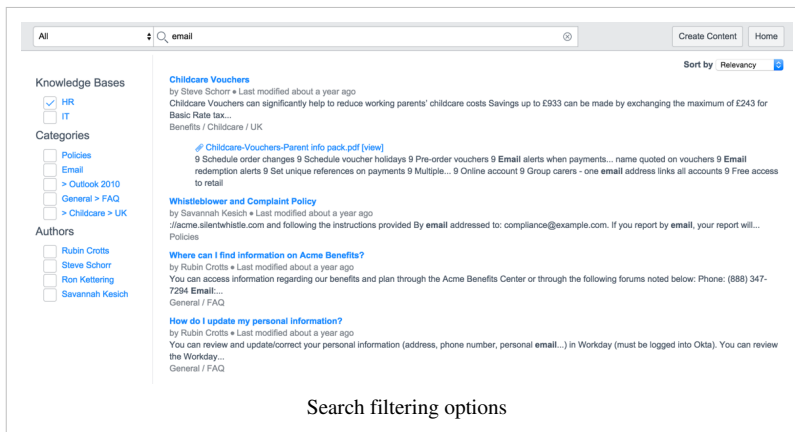 All
email
Create Content
Home
Sort by Relevancy
Knowledge Bases
HR
IT
Categories
Policies
Email
> Outlook 2010
General > FAQ
> Childcare > UK
Authors
Rubin Crotts
Steve Schorr
Ron Kettering
Savannah Kesich
Childcare Vouchers
by Steve Schorr • Last modified about a year ago
Childcare Vouchers can significantly help to reduce working parents' childcare costs Savings up to £933 can be made by exchanging the maximum of £243 for
Basic Rate tax...
Benefits / Childcare / UK
Childcare-Vouchers-Parent info pack.pdf [view]
9 Schedule order changes 9 Schedule voucher holidays 9 Pre-order vouchers 9 Email alerts when payments... name quoted on vouchers 9 Email
redemption alerts 9 Set unique references on payments 9 Multiple... 9 Online account 9 Group carers - one email address links all accounts 9 Free access
to retail
Whistleblower and Complaint Policy
by Savannah Kesich • Last modified about a year ago
://acme.silentwhistle.com and following the instructions provided By email addressed to: compliance@example.com. If you report by email, your report will...
Policies
Where can I find information on Acme Benefits?
by Rubin Crotts • Last modified about a year ago
You can access information regarding our benefits and plan through the Acme Benefits Center or through the following forums noted below: Phone: (888) 347-
7294 Email:...
General / FAQ
How do I update my personal information?
by Rubin Crotts • Last modified about a year ago
You can review and update/correct your personal information (address, phone number, personal email...) in Workday (must be logged into Okta). You can review
the Workday...
General / FAQ
Search filtering options